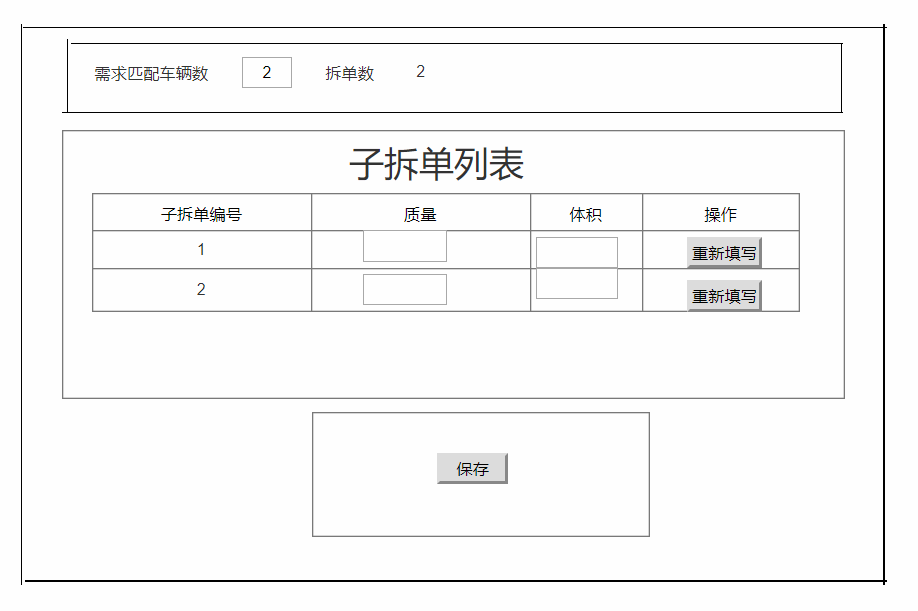 需求匹配车辆数 2 拆单数 2
子拆单列表
子拆单编号 质量 体积 操作
1 重新填写
2 重新填写
保存